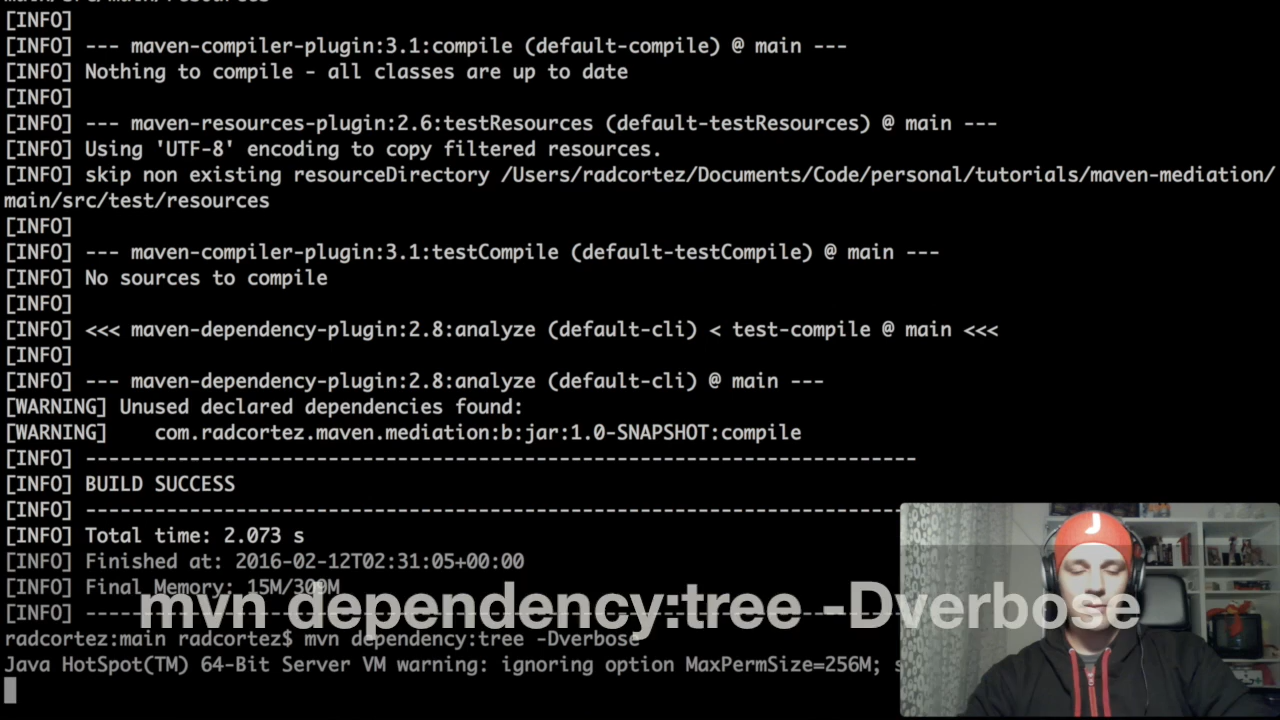 main/src/main/resources
[INFO]
[INFO] --- maven-compiler-plugin:3.1:compile (default-compile) @ main ---
[INFO] Nothing to compile - all classes are up to date
[INFO]
[INFO] --- maven-resources-plugin:2.6:testResources (default-testResources) @ main ---
[INFO] Using 'UTF-8' encoding to copy filtered resources.
[INFO] skip non existing resourceDirectory /Users/radcortez/Documents/Code/personal/tutorials/maven-mediation/
main/src/test/resources
[INFO]
[INFO] --- maven-compiler-plugin:3.1:testCompile (default-testCompile) @ main ---
[INFO] No sources to compile
[INFO]
[INFO] <<< maven-dependency-plugin:2.8:analyze (default-cli) < test-compile @ main <<<
[INFO]
[INFO] --- maven-dependency-plugin:2.8:analyze (default-cli) @ main ---
[WARNING] Unused declared dependencies found:
[WARNING]    com.radcortez.maven.mediation:b:jar:1.0-SNAPSHOT:compile
[INFO] ------------------------------------------------------------------------
[INFO] BUILD SUCCESS
[INFO] ------------------------------------------------------------------------
[INFO] Total time: 2.073 s
[INFO] Finished at: 2016-02-12T02:31:05+00:00
[INFO] Final Memory: 15M/309M
mvn dependency:tree -Dverbose
[INFO] ------------------------------------------------------------------------
radcortez:main radcortez$ mvn dependency:tree -Dverbose
Java HotSpot(TM) 64-Bit Server VM warning: ignoring option MaxPermSize=256M;